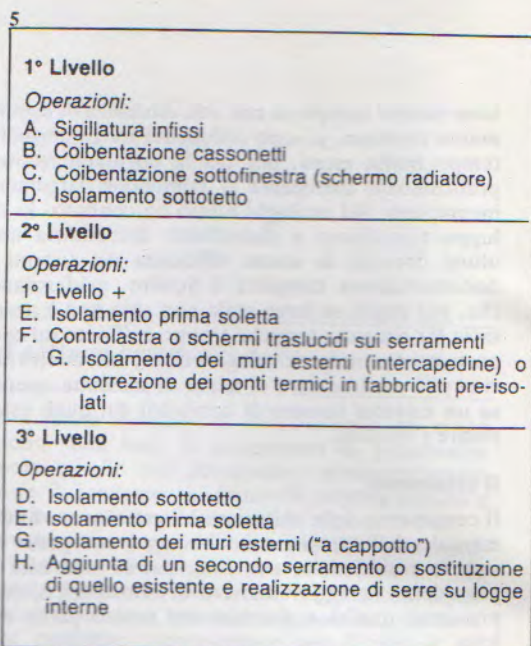 5
1° Livello
Operazioni:
A. Sigillatura infissi
B. Coibentazione cassonetti
C. Coibentazione sottofinestra (schermo radiatore)
D. Isolamento sottotetto
2° Livello
Operazioni:
1° Livello +
E. Isolamento prima soletta
F. Controlastra o schermi traslucidi sui serramenti
G. Isolamento dei muri esterni (intercapedine) o
correzione dei ponti termici in fabbricati pre-iso-
lati
3° Livello
Operazioni:
D. Isolamento sottotetto
E. Isolamento prima soletta
G. Isolamento dei muri esterni ("a cappotto")
H. Aggiunta di un secondo serramento o sostituzione
di quello esistente e realizzazione di serre su logge
interne